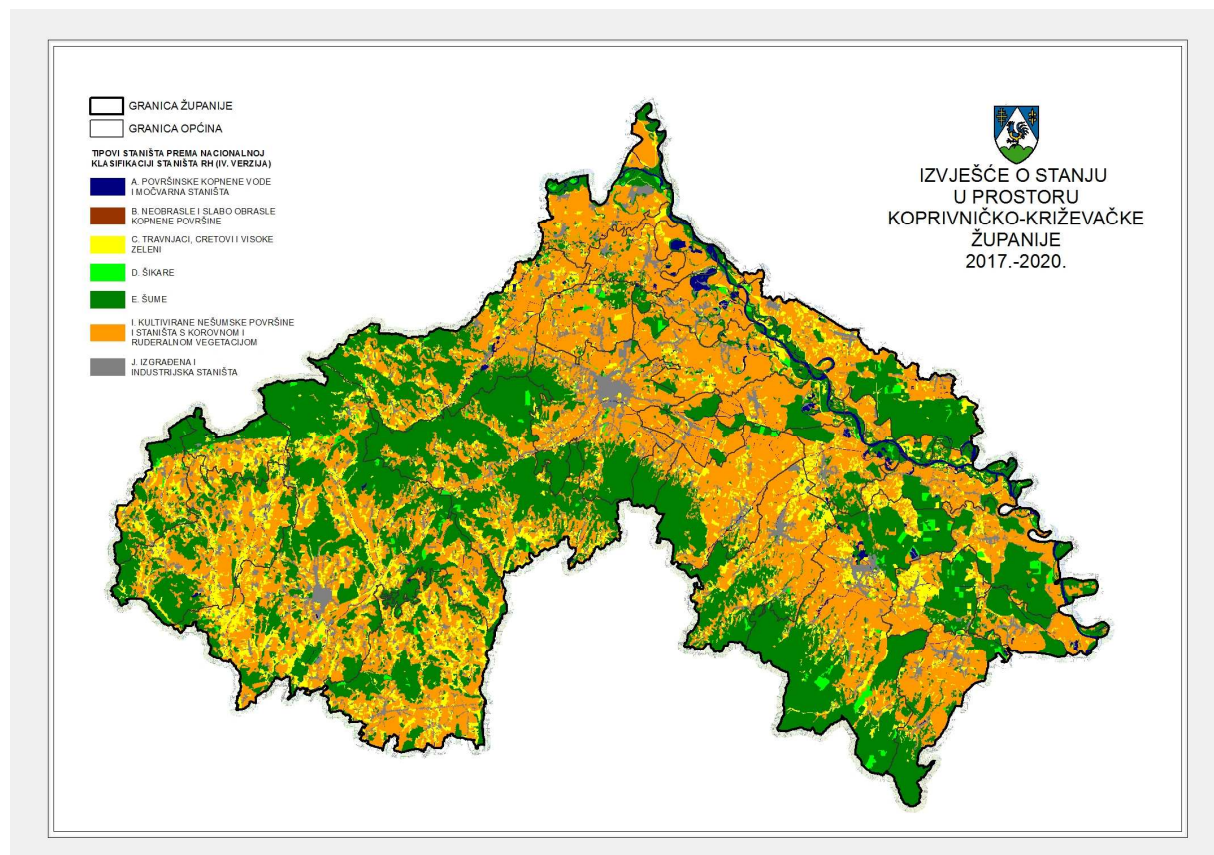 GRANICA ŽUPANIJE
GRANICA OPĆINA
TIPOVI STANIŠTA PREMA NACIONALNOJ
KLASIFIKACIJI STANIŠTA RH (IV. VERZIJA)
A. POVRŠINSKE KOPNENE VODE
I MOČVARNA STANIŠTA
B. NEOBRASLE I SLABO OBRASLE
KOPNENE POVRŠINE
C. TRAVNJACI, CRETOVI I VISOKE
ZELENI
D. ŠIKARE
E. ŠUME
I. KULTIVIRANE NEŠUMSKE POVRŠINE
I STANIŠTA S KOROVNOM I
RUDERALNOM VEGETACIJOM
J. IZGRAĐENA I
INDUSTRIJSKA STANIŠTA
IZVJEŠĆE O STANJU
U PROSTORU
KOPRIVNIČKO-KRIŽEVAČKE
ŽUPANIJE
2017.-2020.